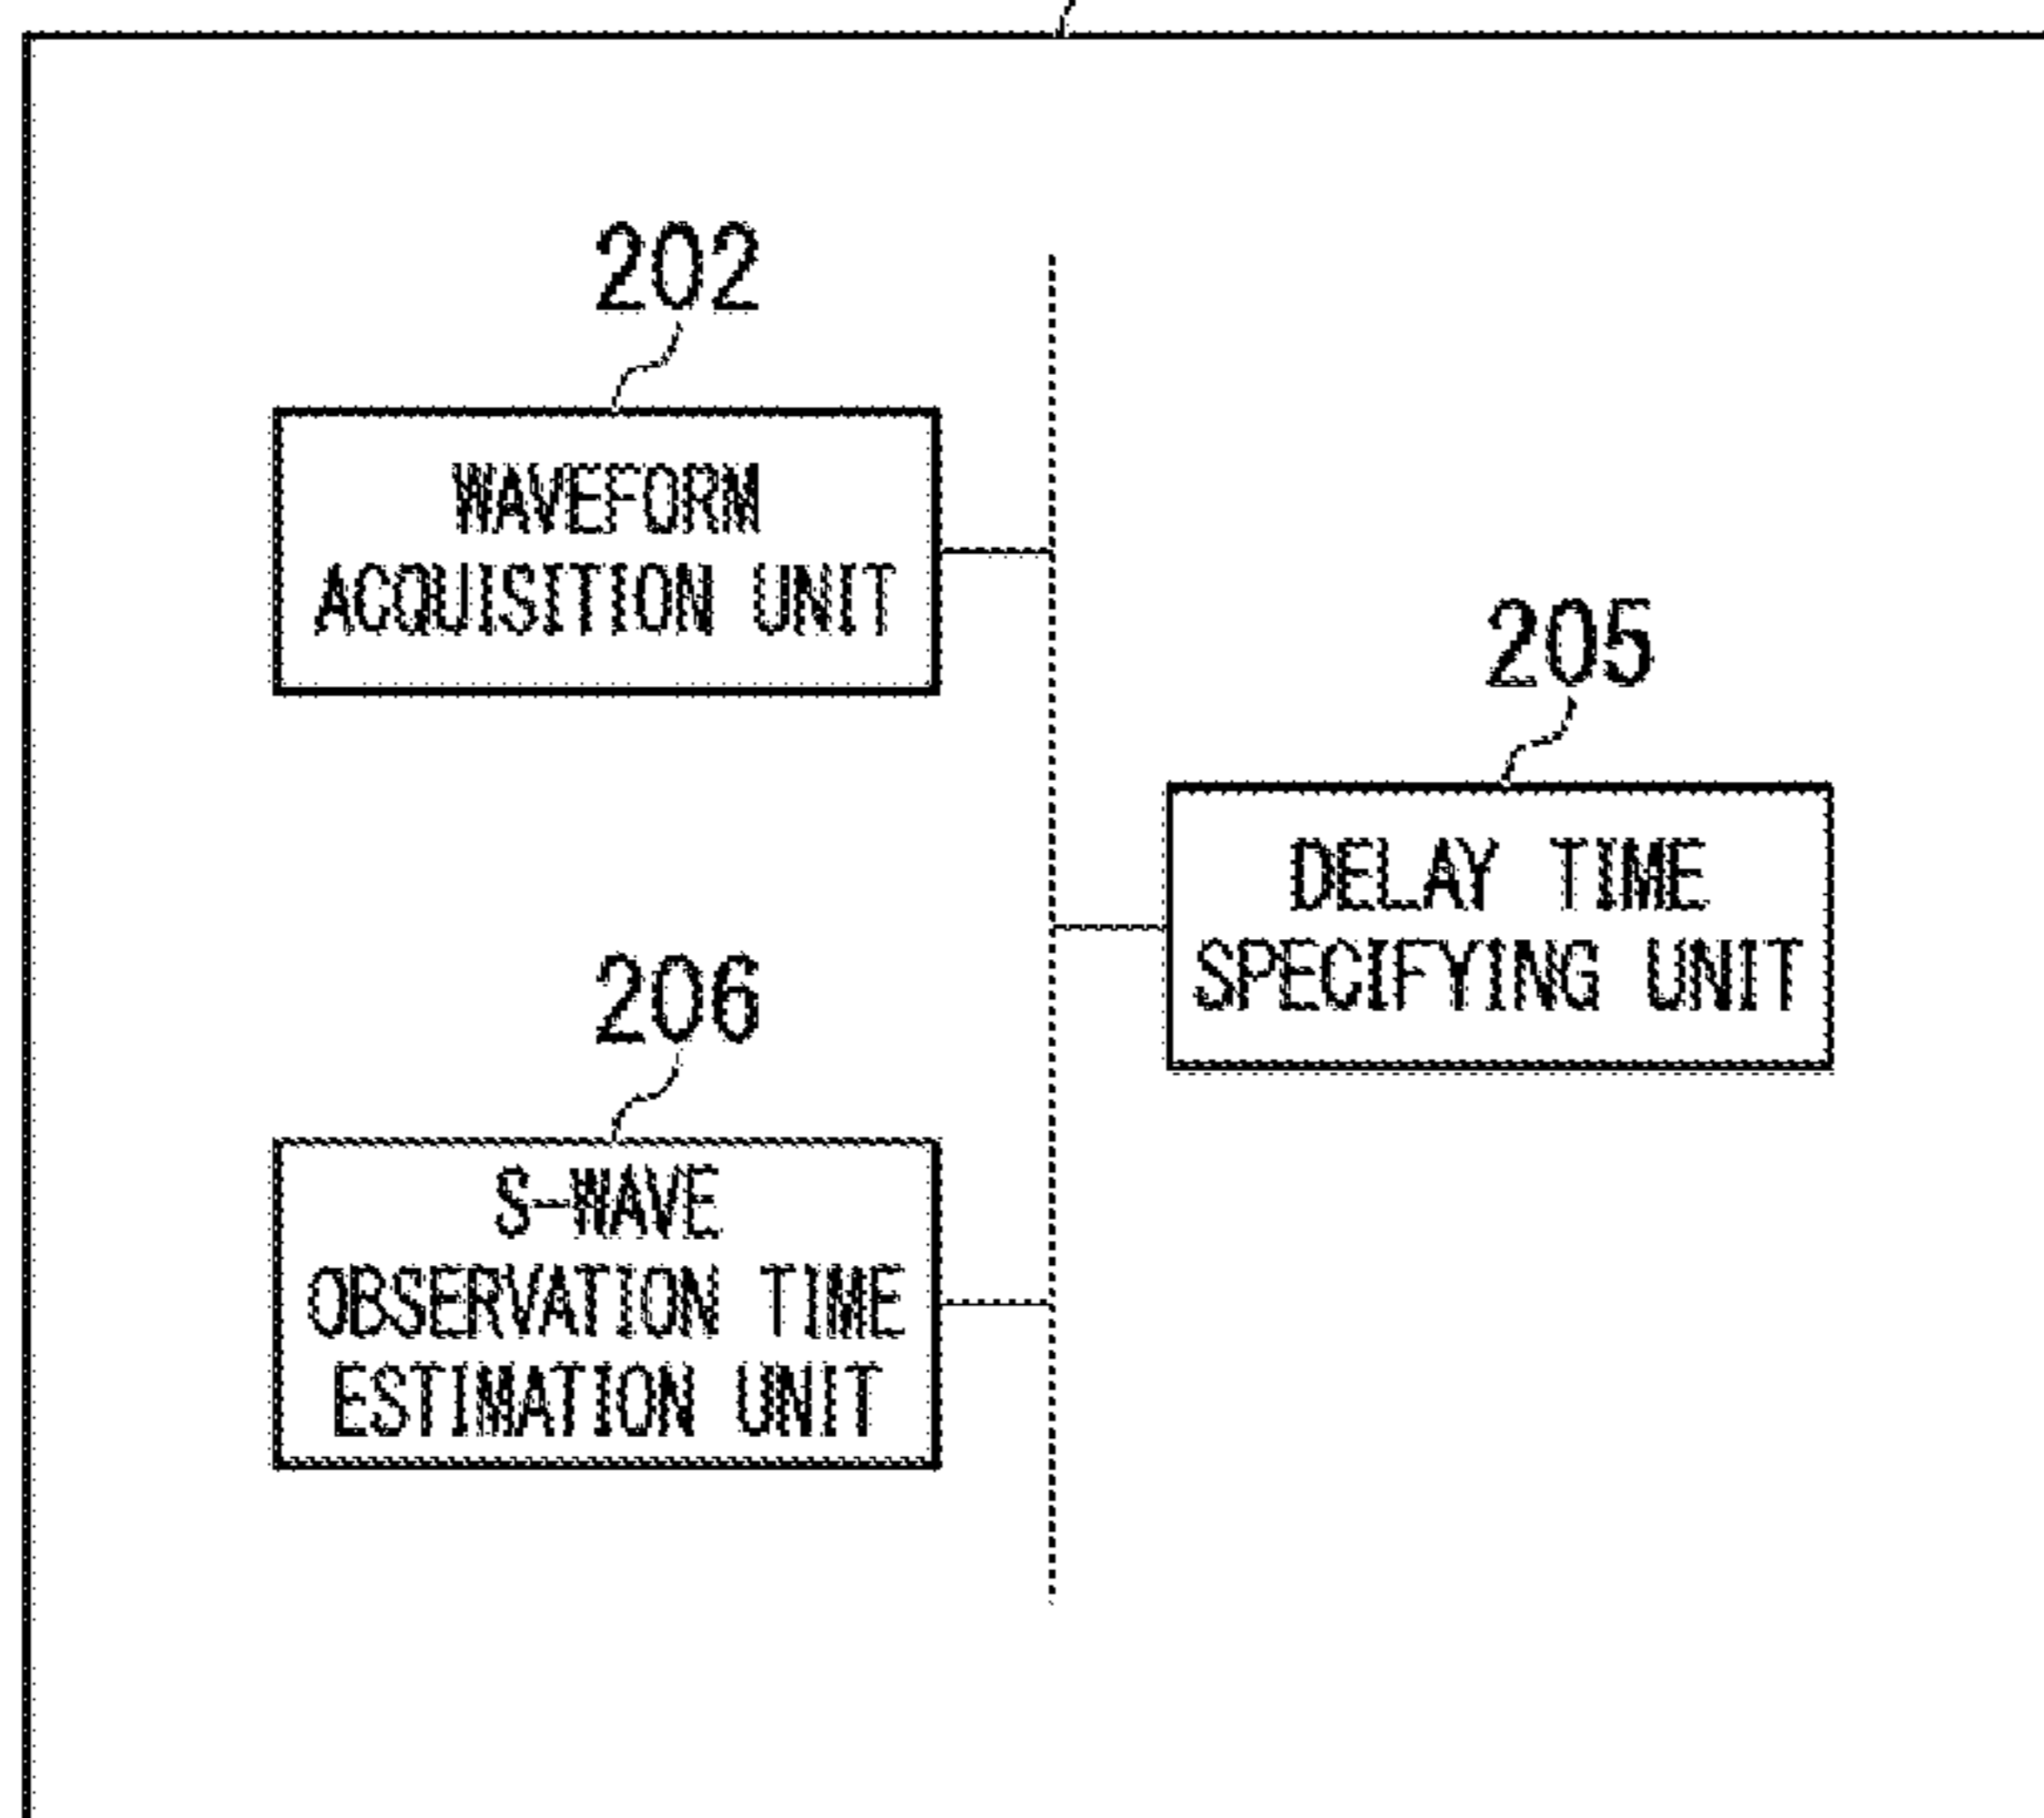 202
WAVEFORM
ACQUISITION UNIT
205
DELAY TIME
SPECIFYING UNIT
206
S-WAVE
OBSERVATION TIME
ESTIMATION UNIT